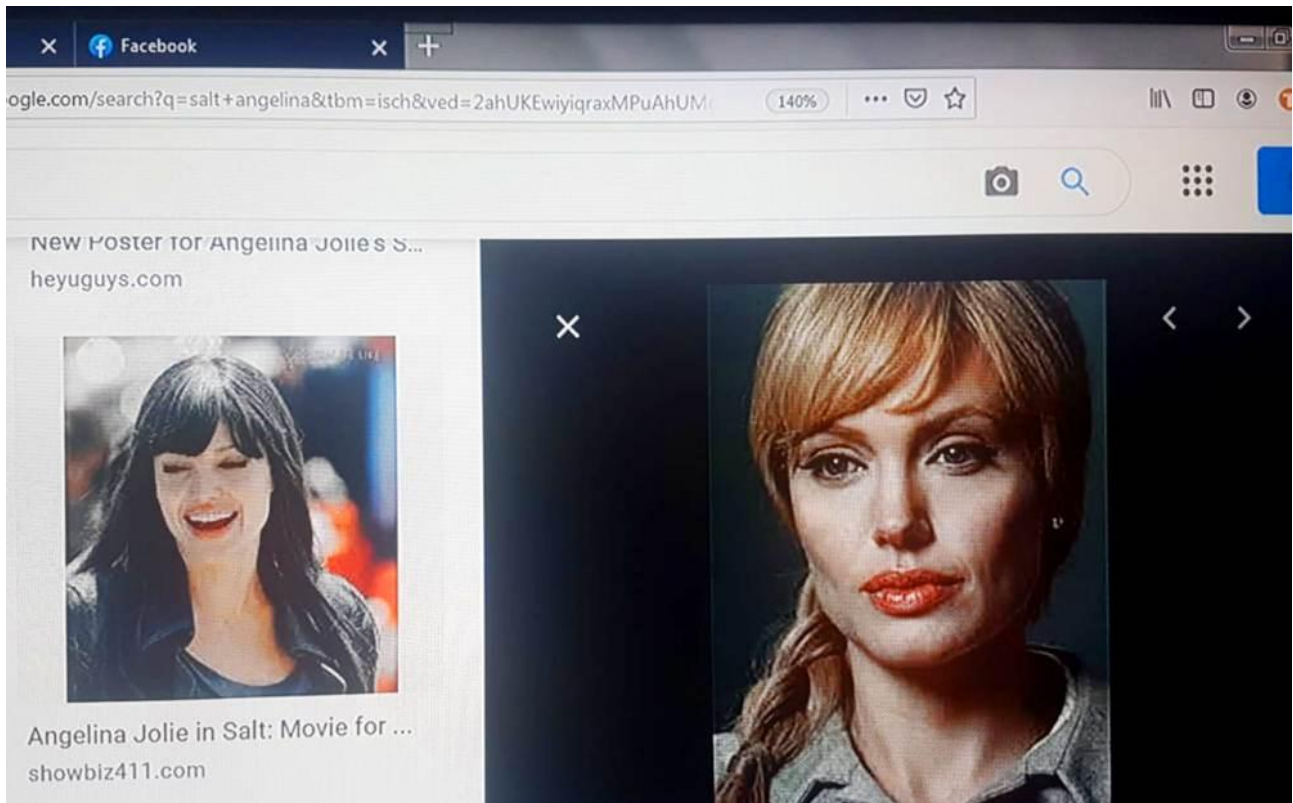 Facebook
ogle.com/search?q=salt+angelina&tbm=isch&ved=2ahUKEwiyiqraxMPuAhUM
140%
New Poster for Angelina Jolie's S...
heyuguys.com
Angelina Jolie in Salt: Movie for ...
showbiz411.com